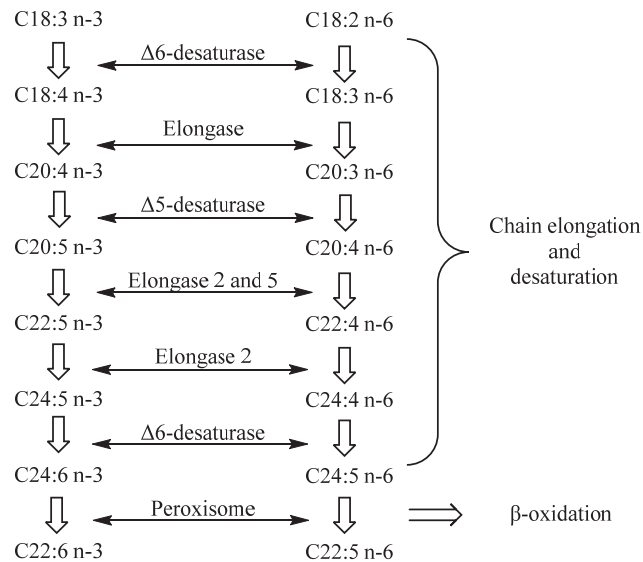 C18:3 n-3
C18:2 n-6
Δ6-desaturase
C18:4 n-3
C18:3 n-6
Elongase
C20:4 n-3
C20:3 n-6
Δ5-desaturase
C20:5 n-3
C20:4 n-6
Chain elongation
and
desaturation
Elongase 2 and 5
C22:5 n-3
C22:4 n-6
Elongase 2
C24:5 n-3
C24:4 n-6
Δ6-desaturase
C24:6 n-3
C24:5 n-6
Peroxisome
β-oxidation
C22:6 n-3
C22:5 n-6